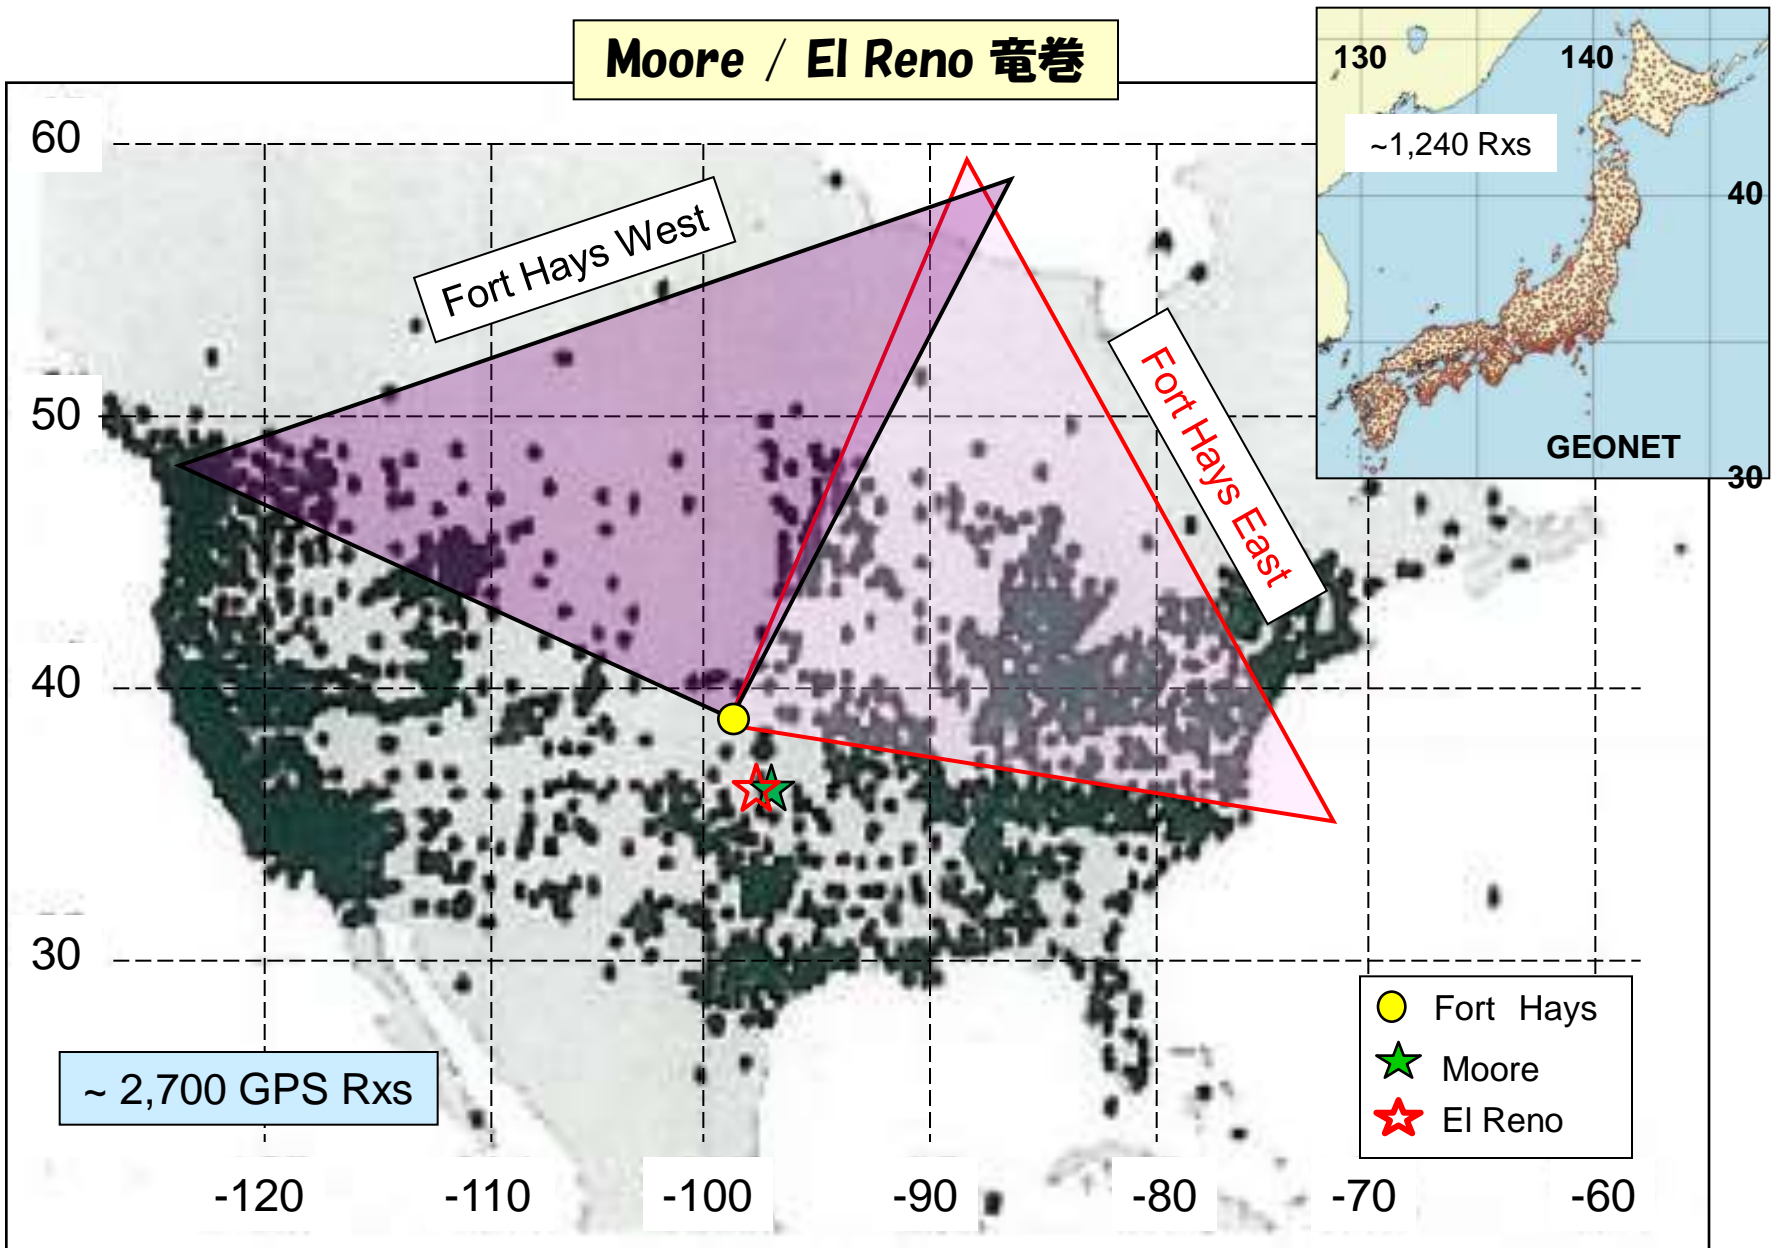 Moore / El Reno 竜巻
130
140
~1,240 Rxs
40
GEONET
30
60
50
40
30
Fort Hays West
Fort Hays East
~ 2,700 GPS Rxs
Fort Hays
Moore
El Reno
-120
-110
-100
-90
-80
-70
-60